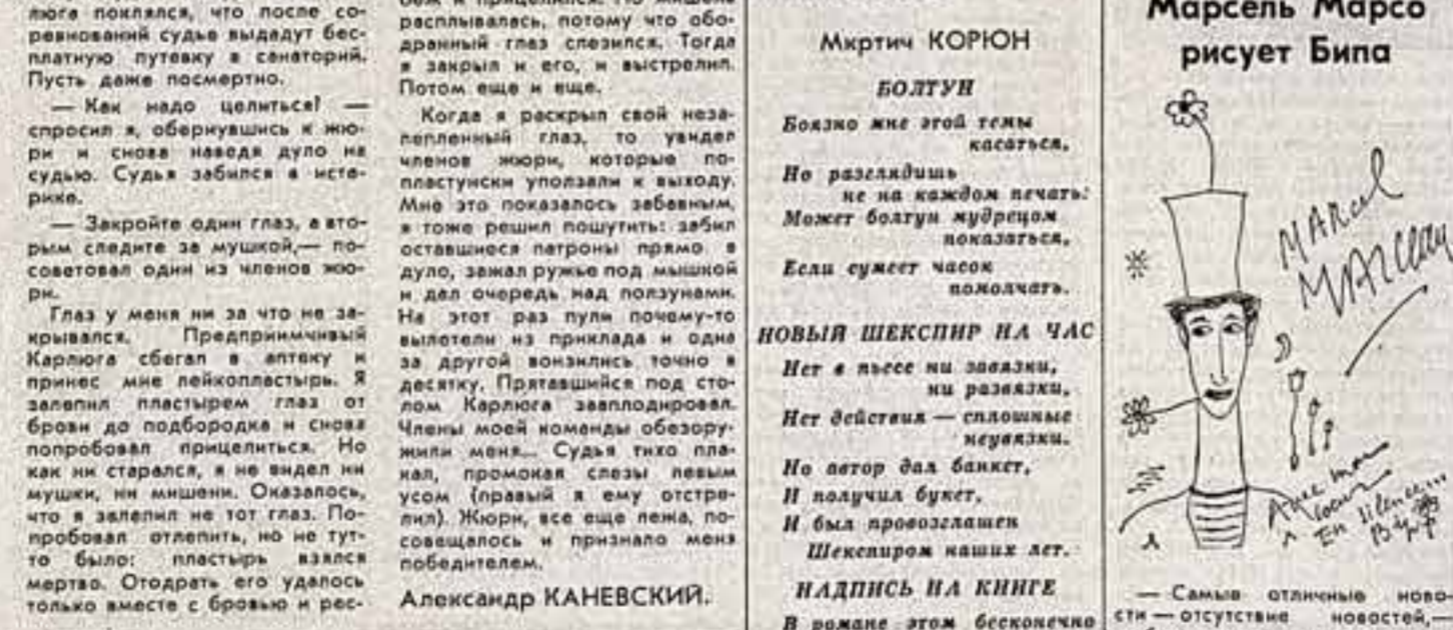 люга поклялся, что после со-
ревнований судье выдадут бес-
платную путевку в санаторий.
Пусть даже посмертно.
— Как надо целиться? —
спросил я, обернувшись к жю-
ри и снова наведя дуло на
судью. Судья забился в исте-
рике.
— Закройте один глаз, а вто-
рым следите за мушкой,— по-
советовал один из членов жю-
ри.
Глаз у меня ни за что не за-
крывался. Предприимчивый
Карлюга сбегал в аптеку и
принес мне лейкопластырь. Я
залепил пластырем глаз от
брови до подбородка и снова
попробовал прицелиться. Но
как ни старался, я не видел ни
мушки, ни мишени. Оказалось,
что я залепил не тот глаз. По-
пробовал отлепить, но не тут-
то было: пластырь взялся
мертво. Отодрать его удалось
только вместе с бровью и рес-
расплывалась, потому что обо-
дранный глаз слезился. Тогда
я закрыл и его, и выстрелил.
Потом еще и еще.
Когда я раскрыл свой неза-
лепленный глаз, то увидел
членов жюри, которые по-
пластунски уползали к выходу.
Мне это показалось забавным,
я тоже решил пошутить: забил
оставшиеся патроны прямо в
дуло, зажал ружье под мышкой
и дал очередь над ползунами.
На этот раз пули почему-то
вылетели из приклада и одна
за другой вонзились точно в
десятку. Прятавшийся под сто-
лом Карлюга зааплодировал.
Члены моей команды обезору-
жили меня... Судья тихо пла-
кал, промокая слезы левым
усом (правый я ему отстре-
лил). Жюри, все еще лежа, по-
совещалось и признало меня
победителем.
Александр КАНЕВСКИЙ.
Мкртич КОРЮН
БОЛТУН
Боязно мне этой темы
касаться,
Но разглядишь
не на каждом печать:
Может болтун мудрецом
показаться,
Если сумеет часок
помолчать.
НОВЫЙ ШЕКСПИР НА ЧАС
Нет в пьесе ни завязки,
ни развязки,
Нет действия — сплошные
неувязки.
Но автор дал банкет,
И получил букет,
И был провозглашен
Шекспиром наших лет.
НАДПИСЬ НА КНИГЕ
В романе этом бесконечно
Марсель Марсо
рисует Бипа
MARcel
MARCEAU
En silence...
Bip
— Самые отличные ново-
сти — отсутствие новостей,—